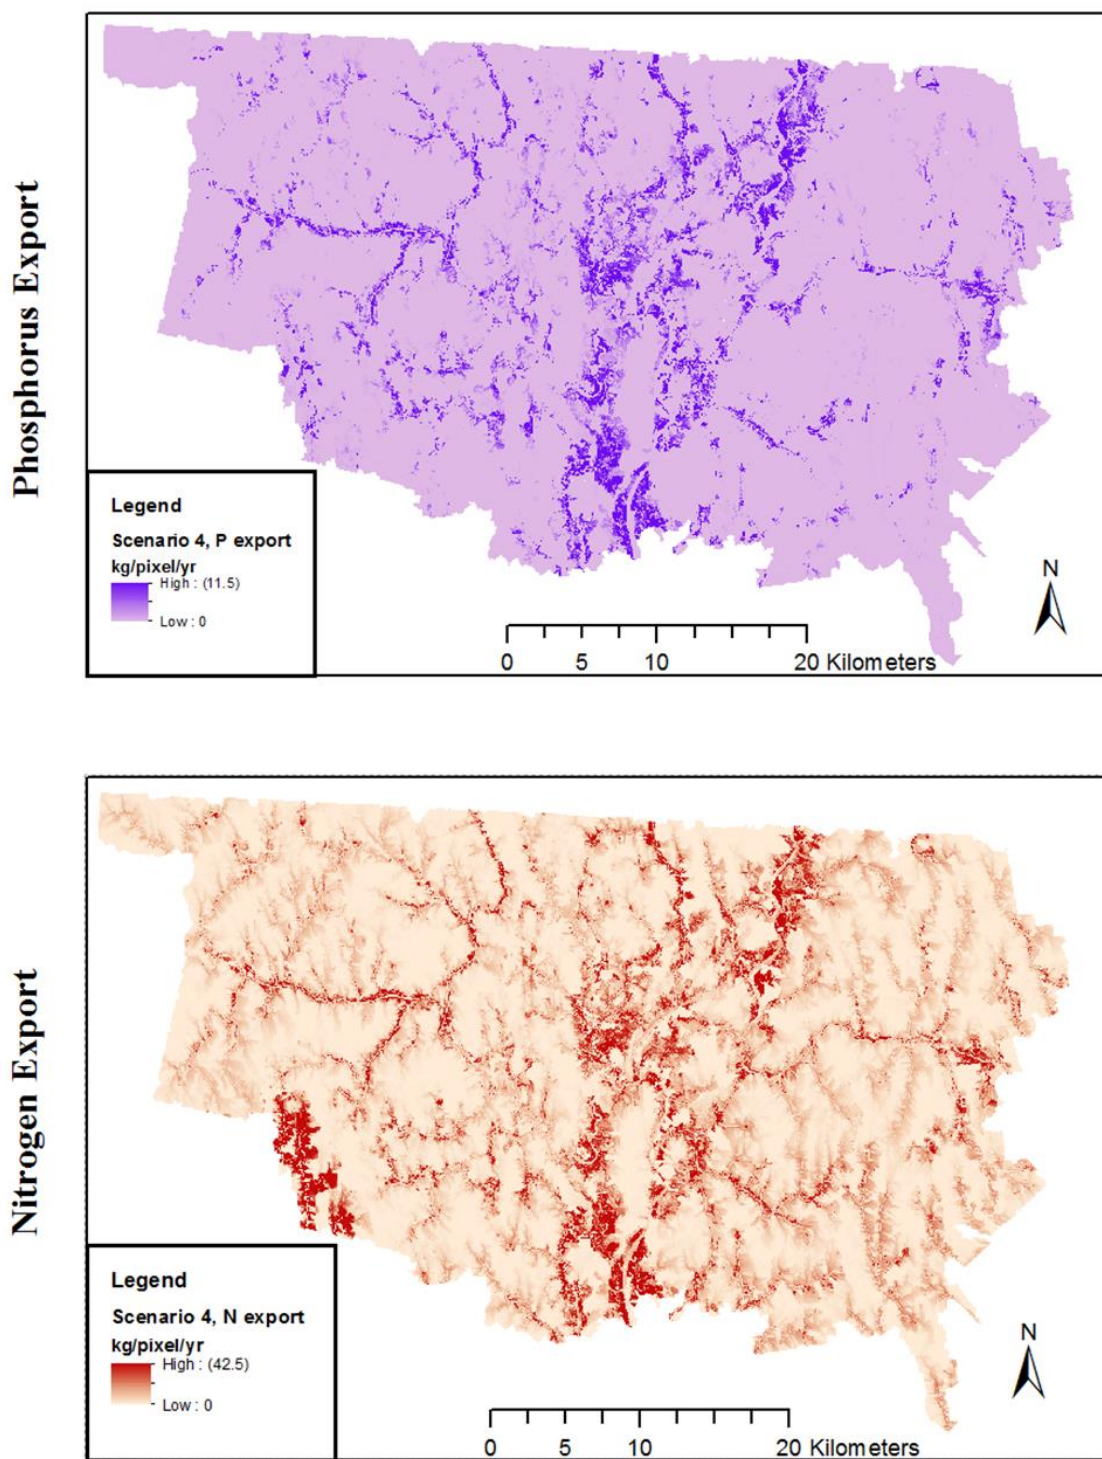 Phosphorus Export
Legend
Scenario 4, P export
kg/pixel/yr
High : (11.5)
Low : 0
N
0 5 10 20 Kilometers
Nitrogen Export
Legend
Scenario 4, N export
kg/pixel/yr
High : (42.5)
Low : 0
N
0 5 10 20 Kilometers